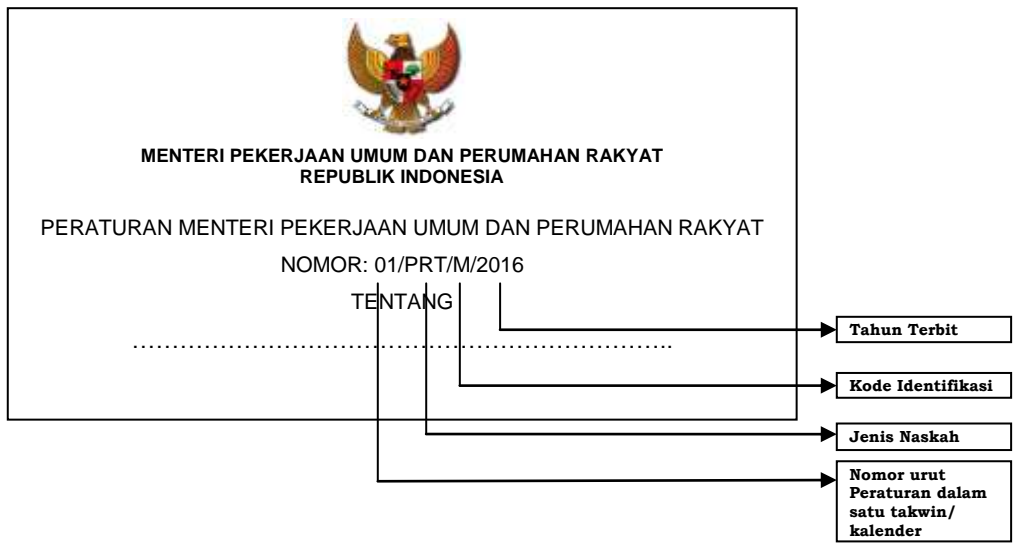 MENTERI PEKERJAAN UMUM DAN PERUMAHAN RAKYAT
REPUBLIK INDONESIA
PERATURAN MENTERI PEKERJAAN UMUM DAN PERUMAHAN RAKYAT
NOMOR: 01/PRT/M/2016
TENTANG
…………………………………………………………..
Tahun Terbit
Kode Identifikasi
Jenis Naskah
Nomor urut
Peraturan dalam
satu takwin/
kalender